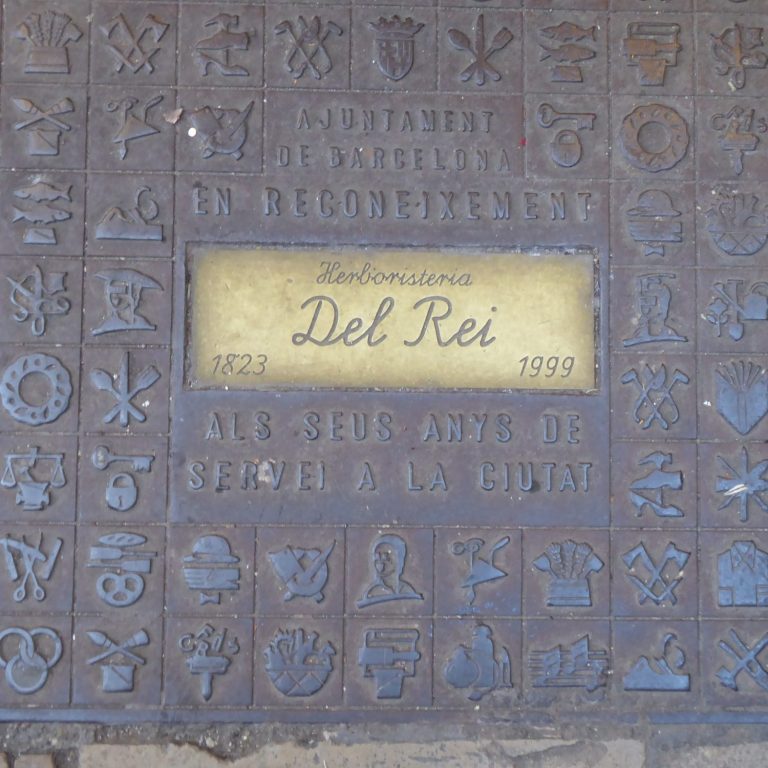 AJUNTAMENT
DE BARCELONA
EN RECONEIXEMENT
Herboristeria
Del Rei
1823 1999
ALS SEUS ANYS DE
SERVEI A LA CIUTAT